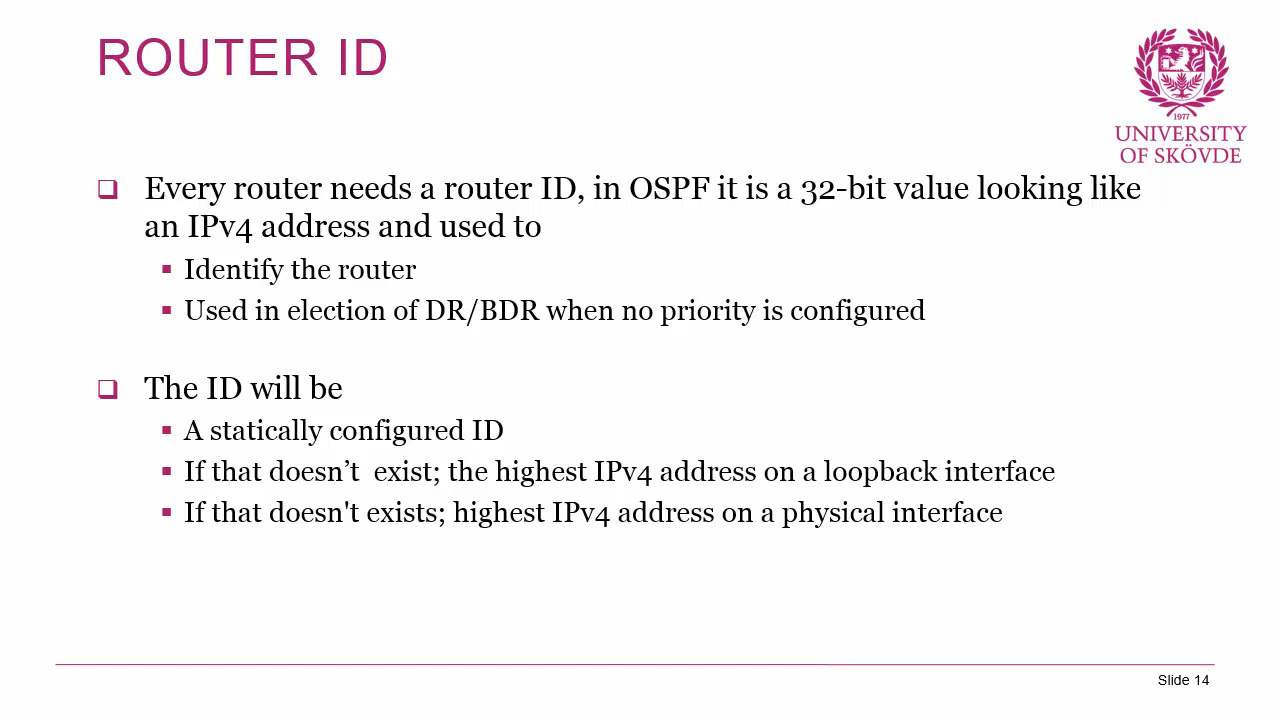 ROUTER ID
1977
UNIVERSITY
OF SKÖVDE
Every router needs a router ID, in OSPF it is a 32-bit value looking like
an IPv4 address and used to
Identify the router
Used in election of DR/BDR when no priority is configured
The ID will be
A statically configured ID
If that doesn’t  exist; the highest IPv4 address on a loopback interface
If that doesn't exists; highest IPv4 address on a physical interface
Slide 14